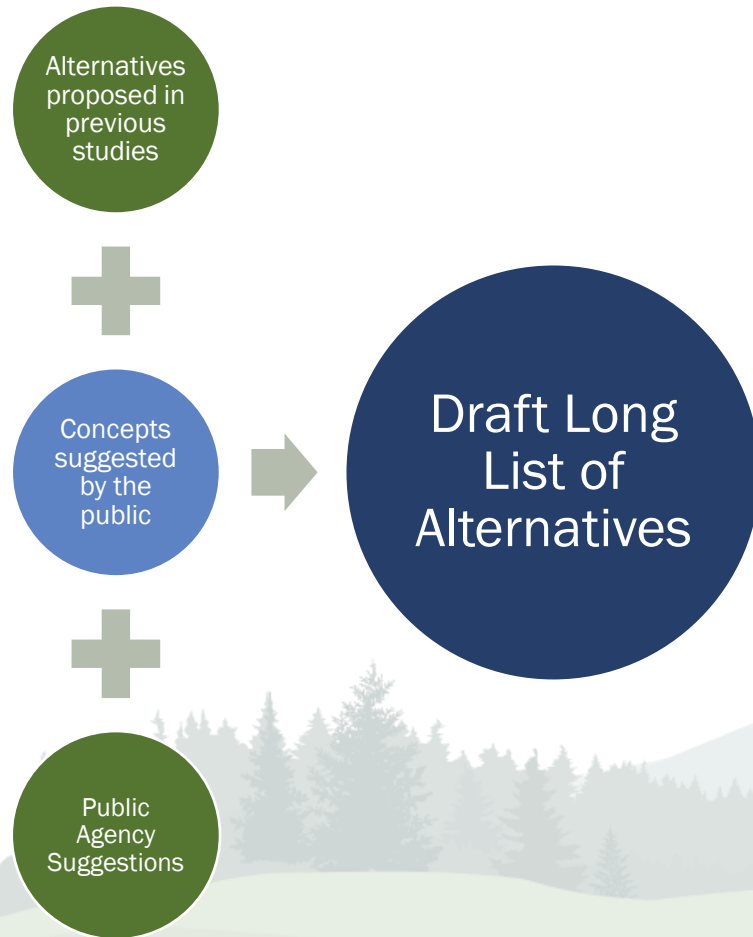 Alternatives
proposed in
previous
studies
Concepts
suggested
by the
public
Public
Agency
Suggestions
Draft Long
List of
Alternatives